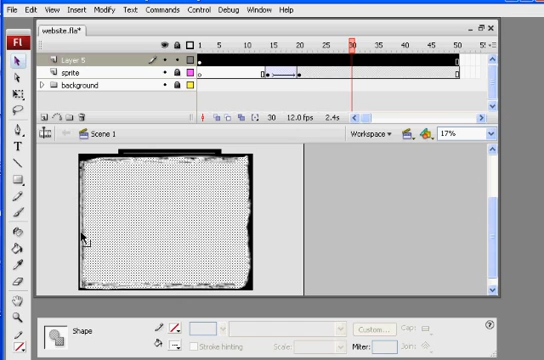 File Edit View Insert Modify Text Commands Control Debug Window Help
website.fla*
Fl
1 5 10 15 20 25 30 35 40 45 50 55
Layer 5
sprite
background
30 12.0 fps 2.4s
Scene 1 Workspace 17%
T
Shape
Custom... Cap:
Stroke hinting Scale: Miter: Join: